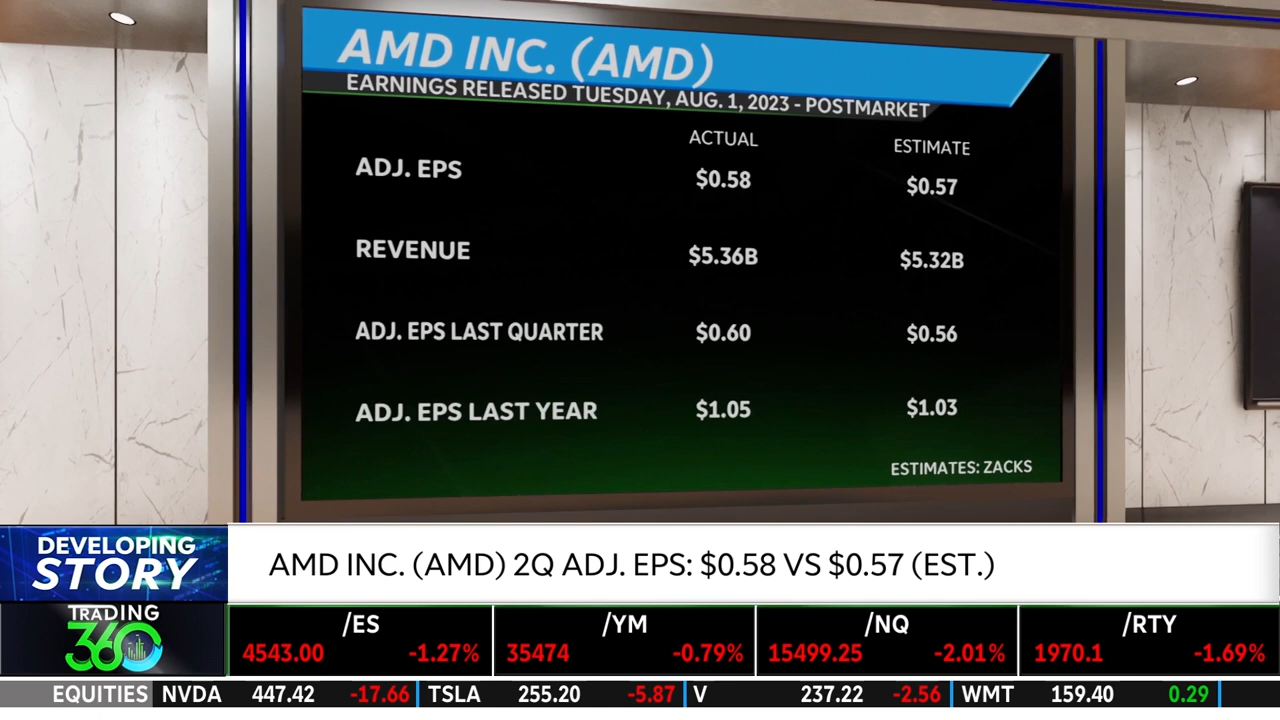 AMD INC. (AMD)
EARNINGS RELEASED TUESDAY, AUG. 1, 2023 - POSTMARKET
ACTUAL ESTIMATE
ADJ. EPS $0.58 $0.57
REVENUE $5.36B $5.32B
ADJ. EPS LAST QUARTER $0.60 $0.56
ADJ. EPS LAST YEAR $1.05 $1.03
ESTIMATES: ZACKS
DEVELOPING
STORY
AMD INC. (AMD) 2Q ADJ. EPS: $0.58 VS $0.57 (EST.)
TRADING
360
/ES /YM /NQ /RTY
4543.00 -1.27% 35474 -0.79% 15499.25 -2.01% 1970.1 -1.69%
EQUITIES NVDA 447.42 -17.66 TSLA 255.20 -5.87 V 237.22 -2.56 WMT 159.40 0.29